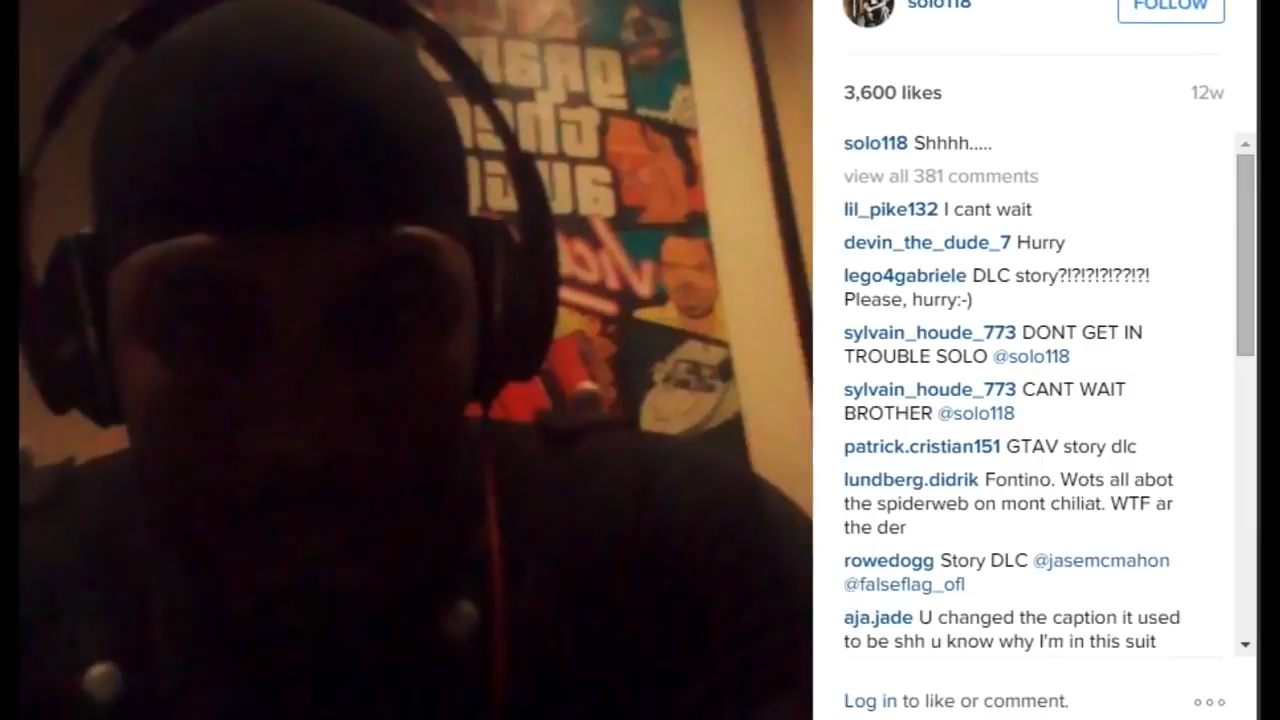 solo118
FOLLOW
3,600 likes
12w
solo118 Shhhh.....
view all 381 comments
lil_pike132 I cant wait
devin_the_dude_7 Hurry
lego4gabriele DLC story?!?!?!?!??!?!
Please, hurry:-)
sylvain_houde_773 DONT GET IN
TROUBLE SOLO @solo118
sylvain_houde_773 CANT WAIT
BROTHER @solo118
patrick.cristian151 GTAV story dlc
lundberg.didrik Fontino. Wots all abot
the spiderweb on mont chiliat. WTF ar
the der
rowedogg Story DLC @jasemcmahon
@falseflag_ofl
aja.jade U changed the caption it used
to be shh u know why I'm in this suit
Log in to like or comment.
grand
thef
aut
Vic